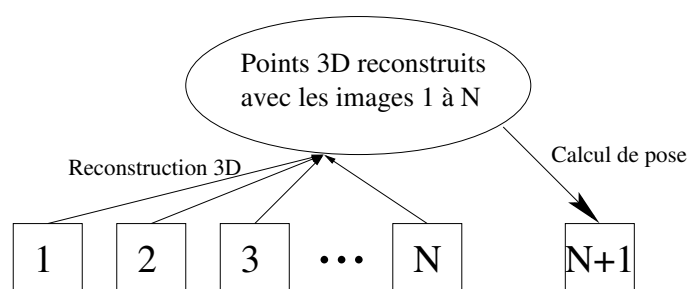 Points 3D reconstruits
avec les images 1 à N
Reconstruction 3D
Calcul de pose
1 2 3 ••• N N+1